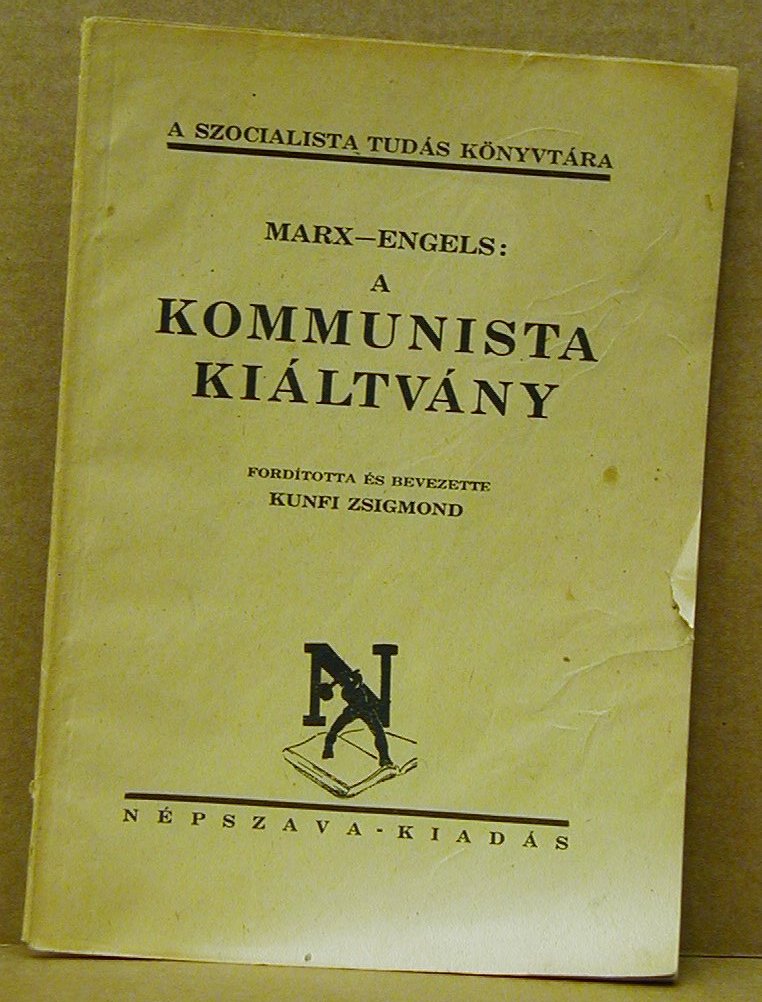 A SZOCIALISTA TUDÁS KÖNYVTÁRA
MARX—ENGELS:
A
KOMMUNISTA
KIÁLTVÁNY
FORDÍTOTTA ÉS BEVEZETTE
KUNFI ZSIGMOND
N
NÉPSZAVA-KIADÁS